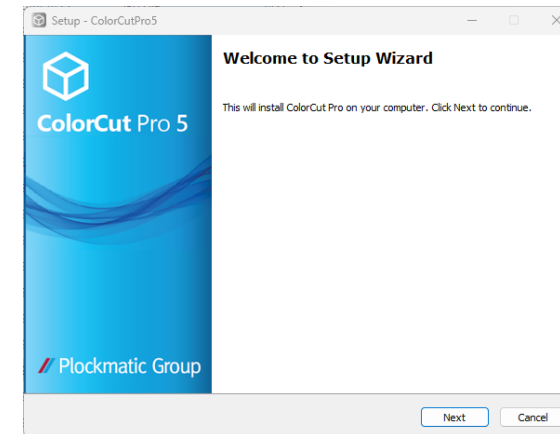 Setup - ColorCutPro5
Welcome to Setup Wizard
This will install ColorCut Pro on your computer. Click Next to continue.
ColorCut Pro 5
Plockmatic Group
Next
Cancel